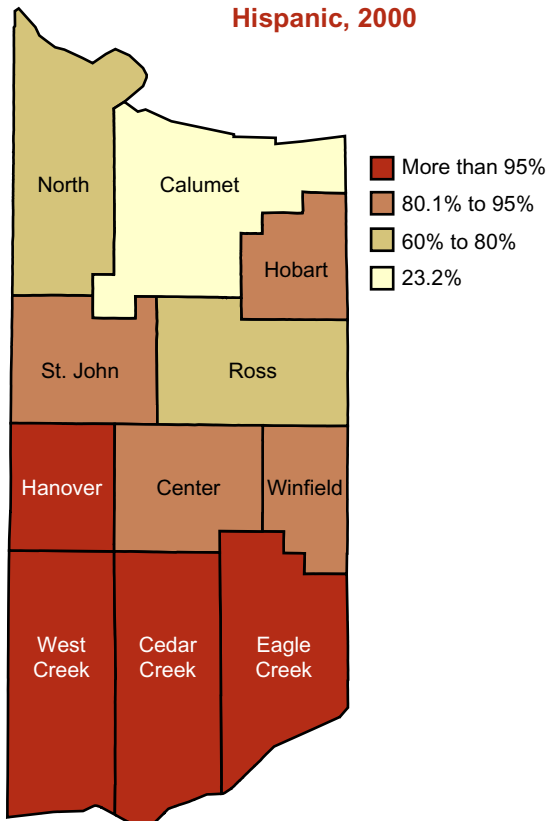 Hispanic, 2000
More than 95%
80.1% to 95%
60% to 80%
23.2%
North
Calumet
Hobart
St. John
Ross
Hanover
Center
Winfield
West
Creek
Cedar
Creek
Eagle
Creek